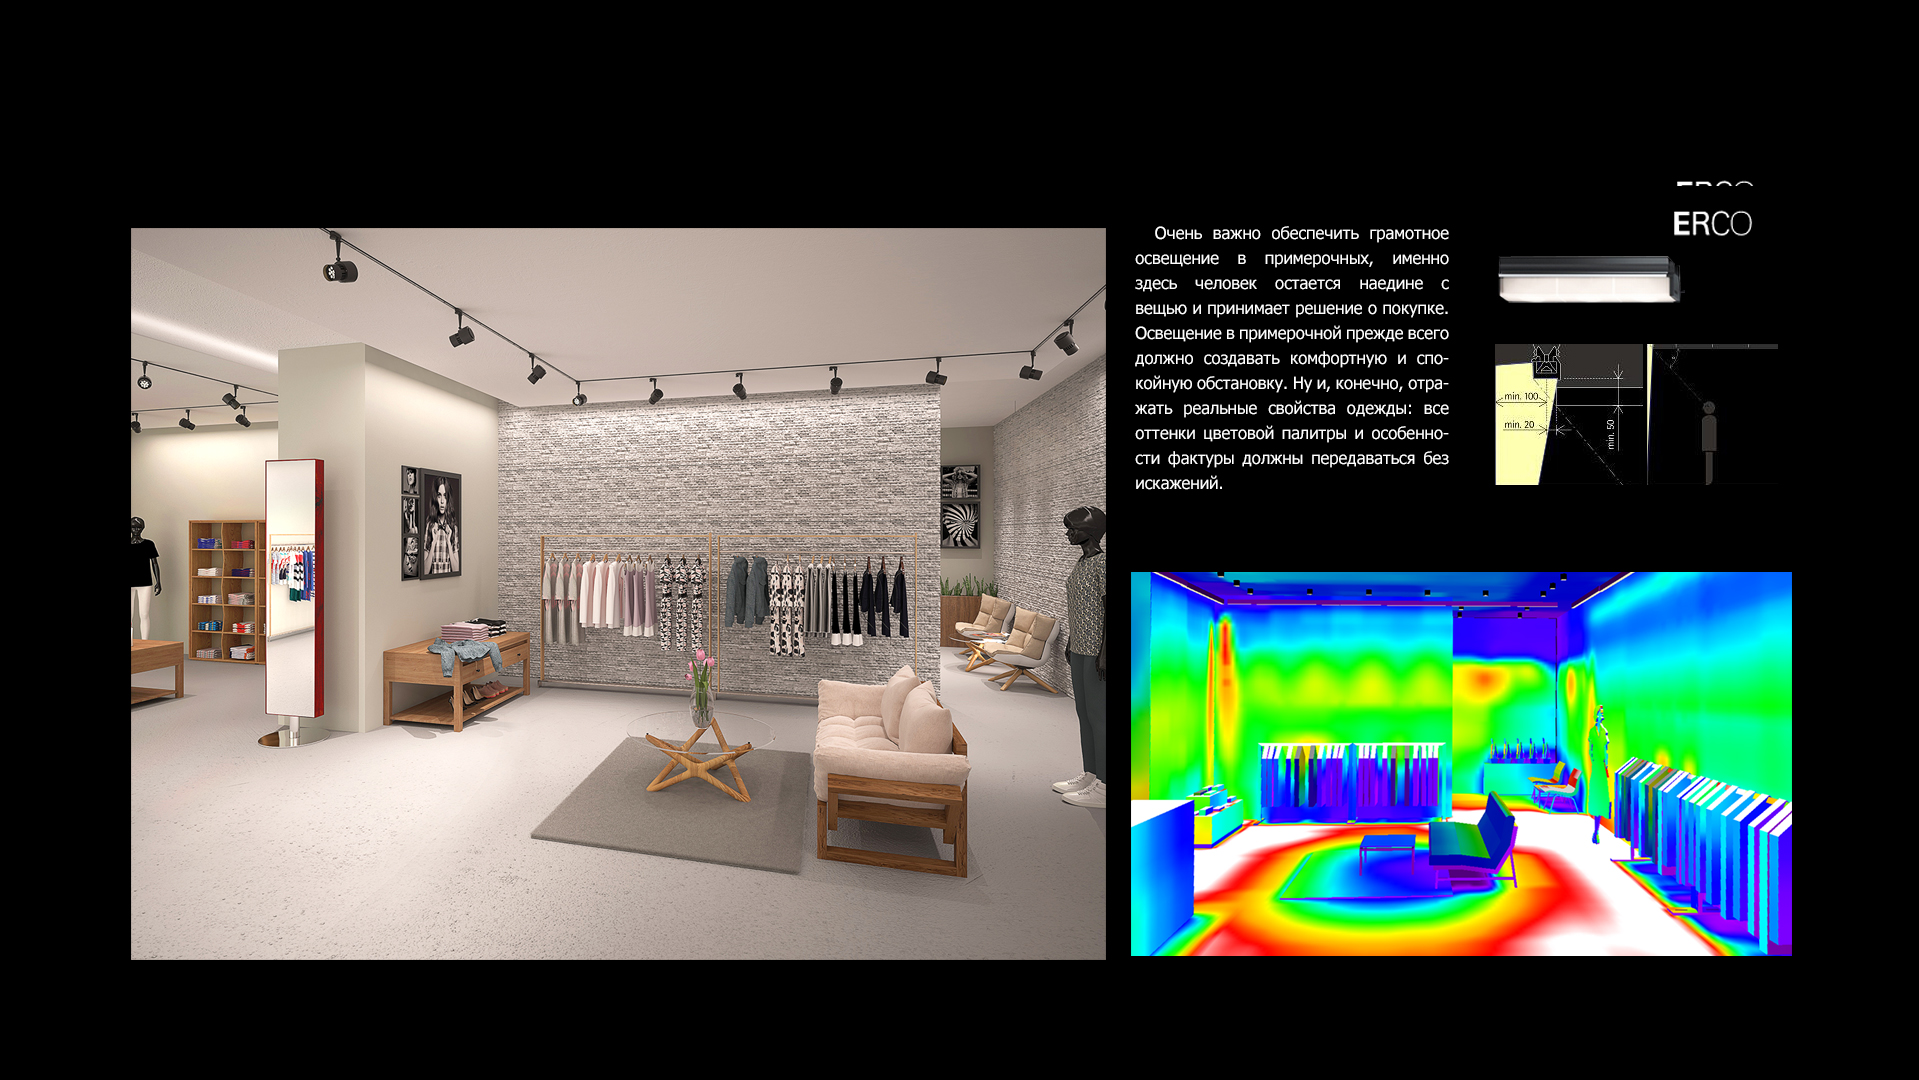 Очень важно обеспечить грамотное
освещение в примерочных, именно
здесь человек остается наедине с
вещью и принимает решение о покупке.
Освещение в примерочной прежде всего
должно создавать комфортную и спо-
койную обстановку. Ну и, конечно, отра-
жать реальные свойства одежды: все
оттенки цветовой палитры и особенно-
сти фактуры должны передаваться без
искажений.
ERCO
ERCO
min. 100
min. 20
min. 50